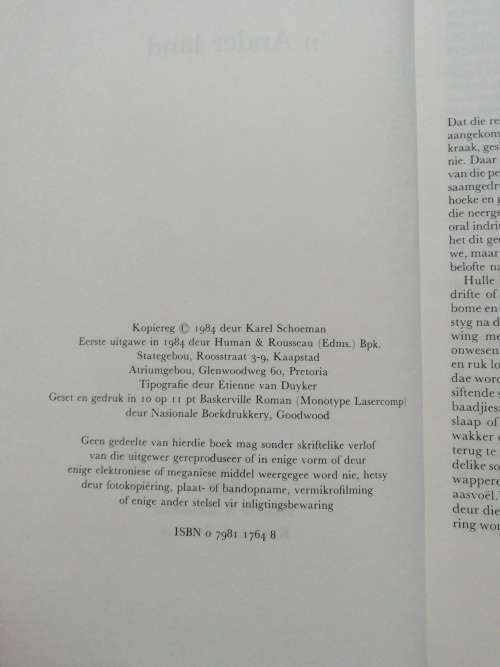 'n Ander land
Kopiereg © 1984 deur Karel Schoeman
Eerste uitgawe in 1984 deur Human & Rousseau (Edms.) Bpk.
Stategebou, Roosstraat 3-9, Kaapstad
Atriumgebou, Glenwoodweg 60, Pretoria
Tipografie deur Etienne van Duyker
Geset en gedruk in 10 op 11 pt Baskerville Roman (Monotype Lasercomp)
deur Nasionale Boekdrukkery, Goodwood
Geen gedeelte van hierdie boek mag sonder skriftelike verlof
van die uitgewer gereproduseer of in enige vorm of deur
enige elektroniese of meganiese middel weergegee word nie, hetsy
deur fotokopiëring, plaat- of bandopname, vermikrofilming
of enige ander stelsel vir inligtingsbewaring
ISBN 0 7981 1764 8
Dat die re
aangekom
kraak, ges
nie. Daar
van die pe
saamgedr
hoeke en g
die neerge
oral indri
het dit ged
we, maar
belofte na
Hulle
drifte of
bome en
styg na d
wing me
onwesen
en ruk lo
dae word
siftende s
baadjies
slaap of
wakker
terug te
delike so
wappere
aasvoël.
deur die
ring wor